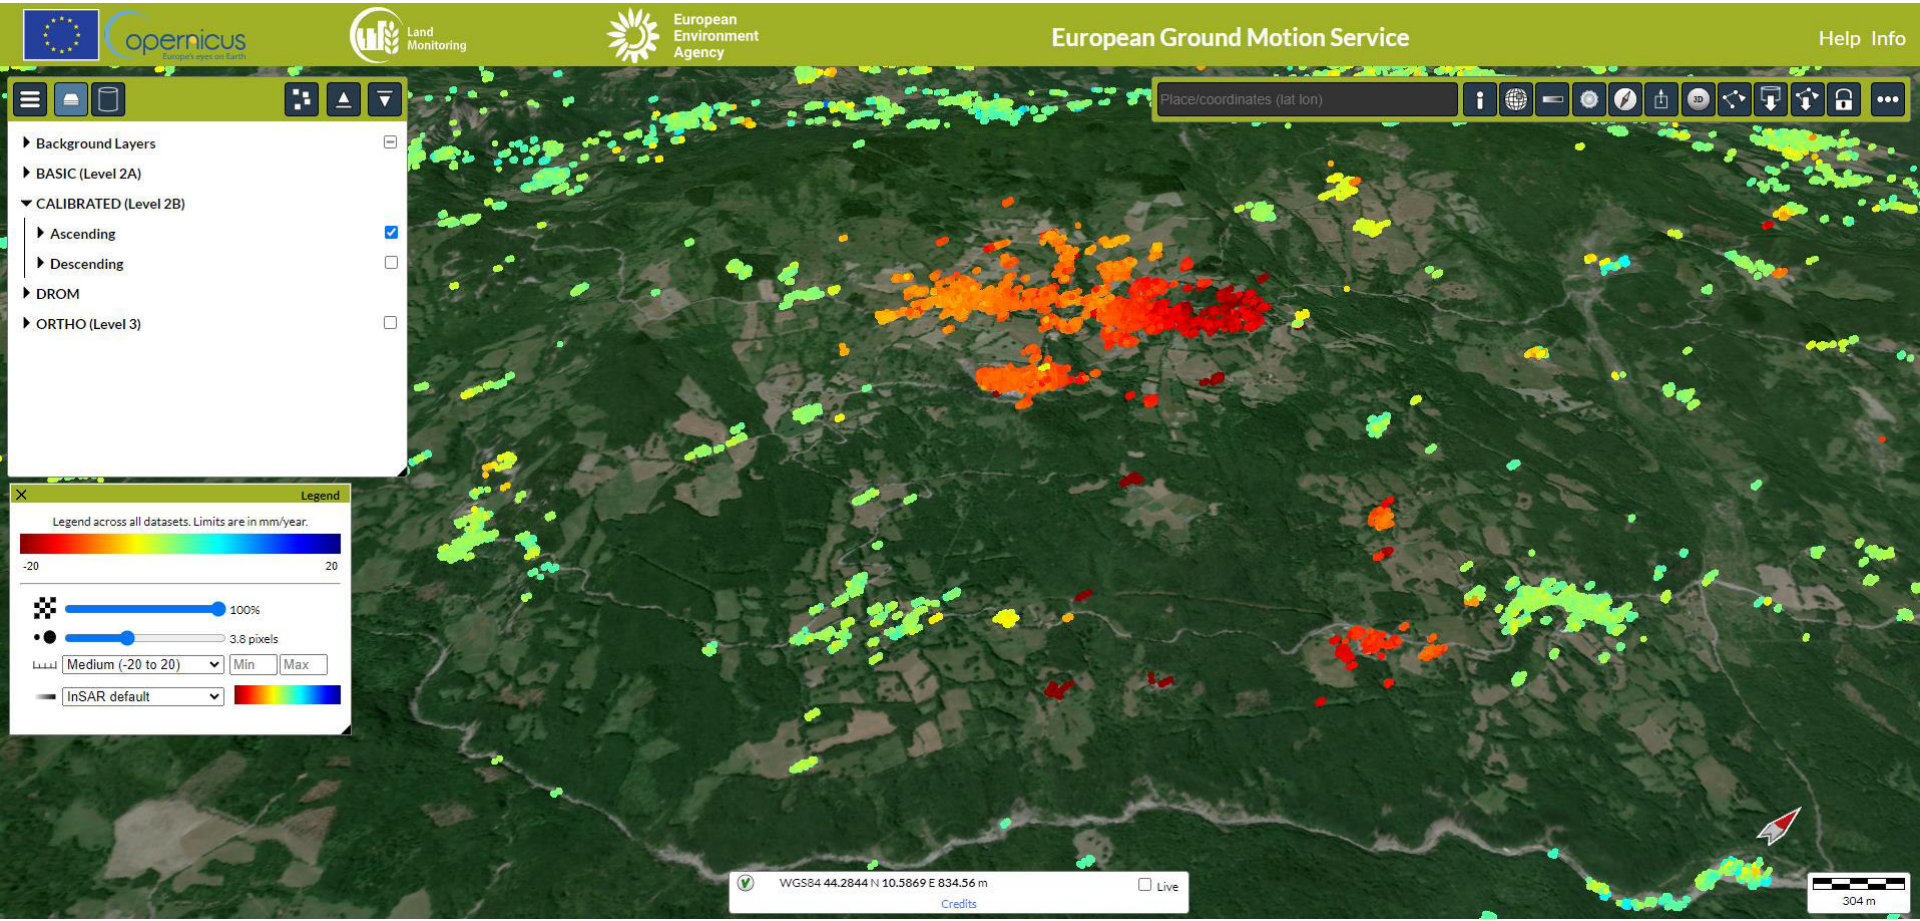 opernicus
Europe's eyes on Earth
Land
Monitoring
European
Environment
Agency
European Ground Motion Service
Help Info
Place/coordinates (lat lon)
3D
Background Layers
BASIC (Level 2A)
CALIBRATED (Level 2B)
Ascending
Descending
DROM
ORTHO (Level 3)
Legend
Legend across all datasets. Limits are in mm/year.
-20 20
100%
3.8 pixels
Medium (-20 to 20) Min Max
InSAR default
WGS84 44.2844 N 10.5869 E 834.56 m
Live
Credits
304 m